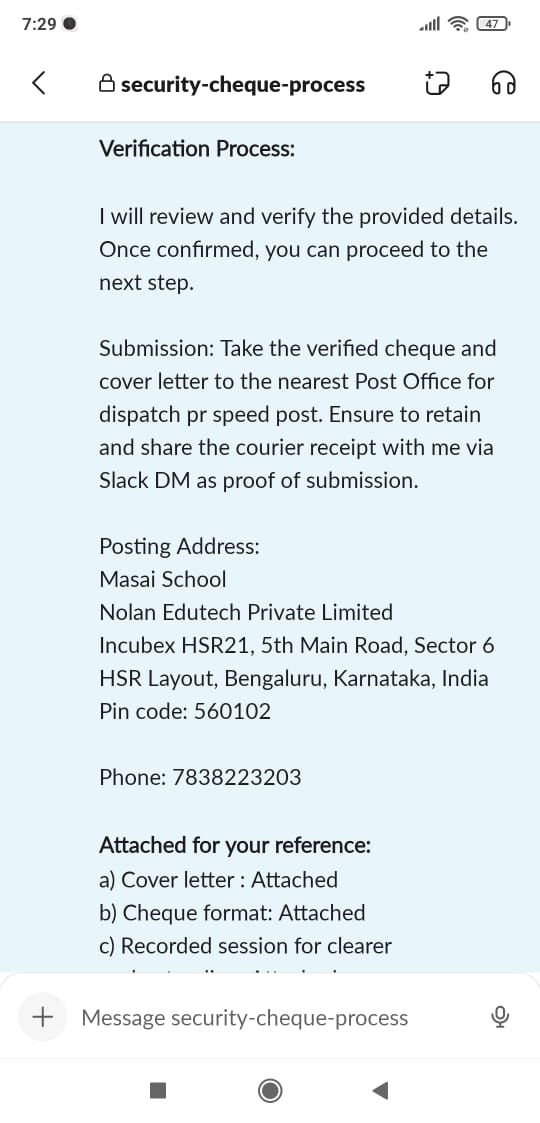 7:29
47
security-cheque-process
Verification Process:
I will review and verify the provided details.
Once confirmed, you can proceed to the
next step.
Submission: Take the verified cheque and
cover letter to the nearest Post Office for
dispatch pr speed post. Ensure to retain
and share the courier receipt with me via
Slack DM as proof of submission.
Posting Address:
Masai School
Nolan Edutech Private Limited
Incubex HSR21, 5th Main Road, Sector 6
HSR Layout, Bengaluru, Karnataka, India
Pin code: 560102
Phone: 7838223203
Attached for your reference:
a) Cover letter : Attached
b) Cheque format: Attached
c) Recorded session for clearer
Message security-cheque-process